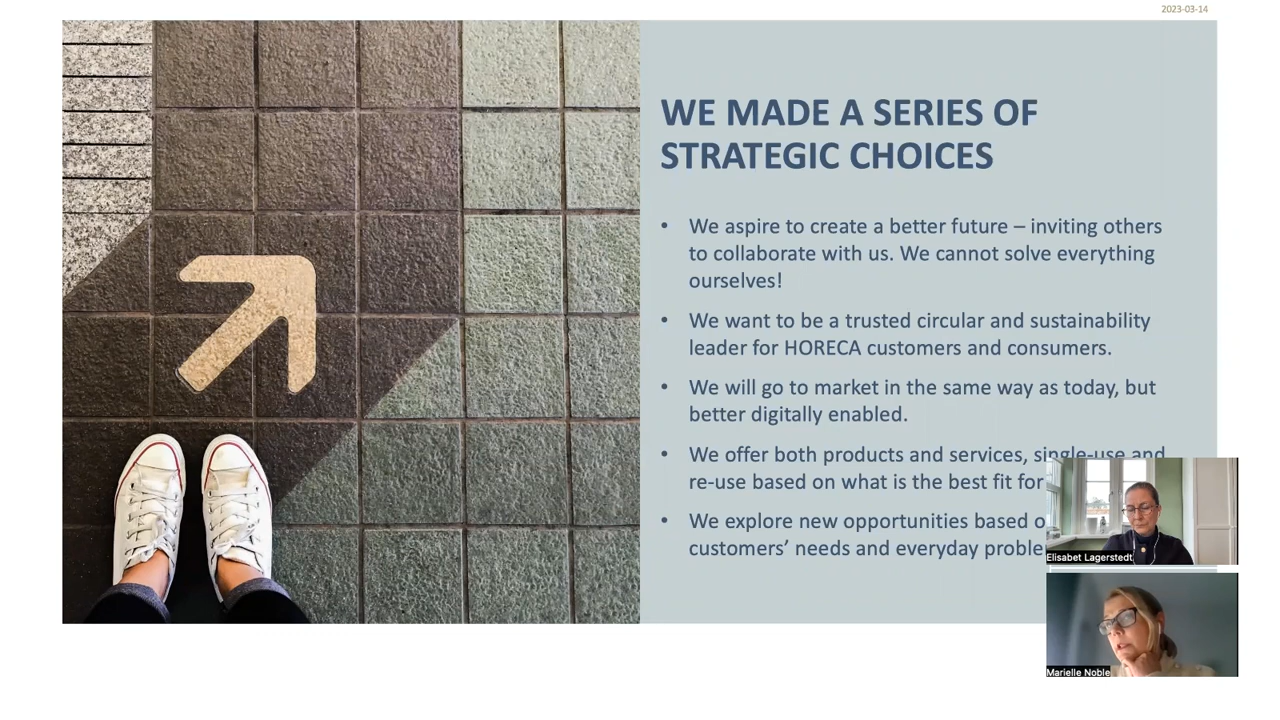 2023-03-14
WE MADE A SERIES OF
STRATEGIC CHOICES
• We aspire to create a better future – inviting others
to collaborate with us. We cannot solve everything
ourselves!
• We want to be a trusted circular and sustainability
leader for HORECA customers and consumers.
• We will go to market in the same way as today, but
better digitally enabled.
• We offer both products and services, single-use and
re-use based on what is the best fit for
• We explore new opportunities based
customers’ needs and everyday
Elisabet Lagerstedt
Marielle Noble